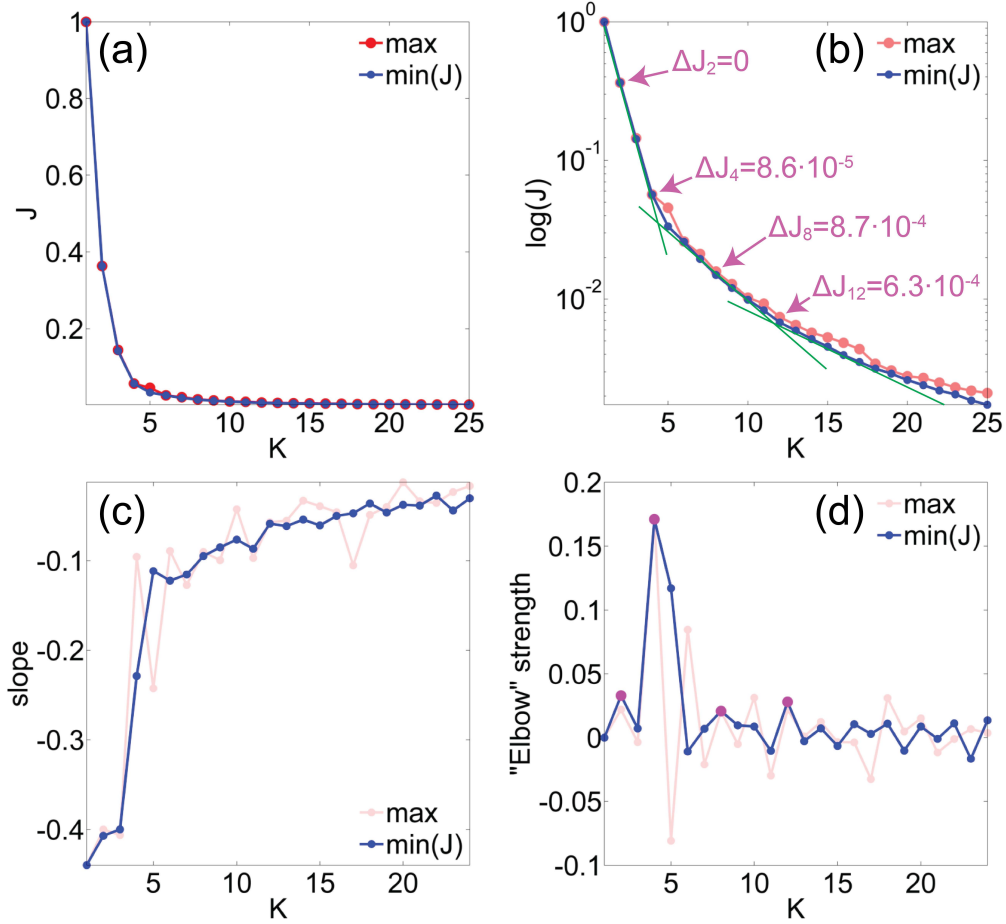 (a)
max
min(J)
1
0.8
0.6
0.4
0.2
J
5
10
15
20
25
K
(b)
max
min(J)
ΔJ₂=0
ΔJ₄=8.6·10⁻⁵
ΔJ₈=8.7·10⁻⁴
ΔJ₁₂=6.3·10⁻⁴
10⁰
10⁻¹
10⁻²
log(J)
5
10
15
20
25
K
(c)
-0.1
-0.2
-0.3
-0.4
slope
max
min(J)
5
10
15
20
K
(d)
max
min(J)
0.2
0.15
0.1
0.05
0
-0.05
-0.1
"Elbow" strength
5
10
15
20
K